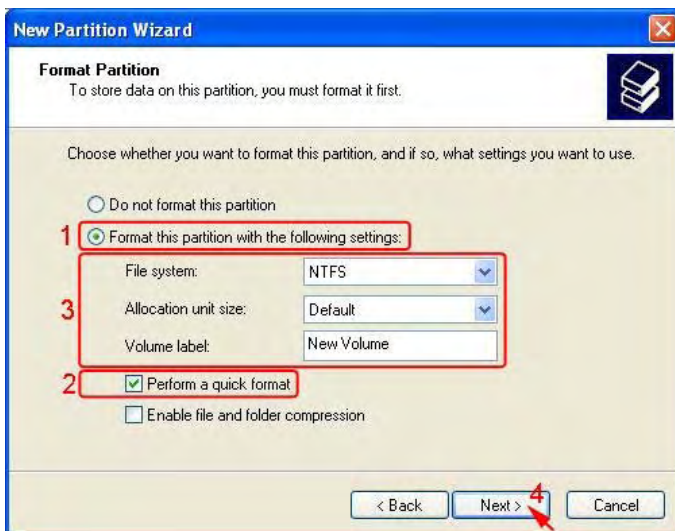 New Partition Wizard
Format Partition
To store data on this partition, you must format it first.
Choose whether you want to format this partition, and if so, what settings you want to use.
Do not format this partition
1 Format this partition with the following settings:
File system: NTFS
3 Allocation unit size: Default
Volume label: New Volume
2 Perform a quick format
Enable file and folder compression
< Back Next > 4 Cancel